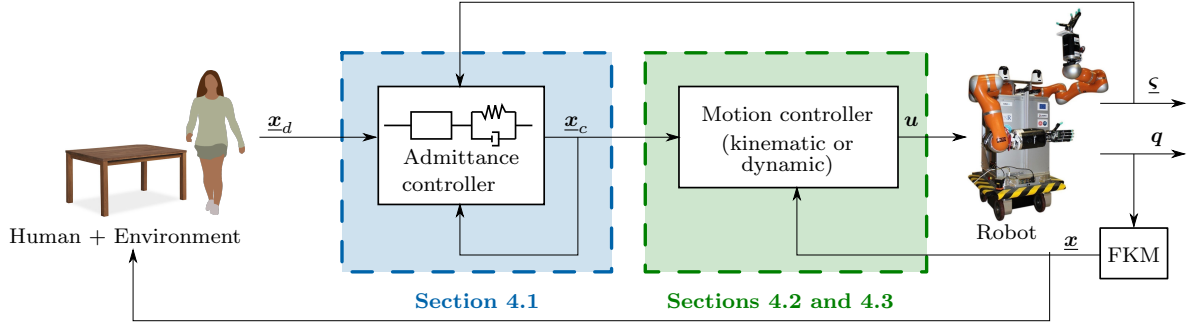 ς
x_d
x_c
Motion controller
(kinematic or
dynamic)
u
q
Admittance
controller
Human + Environment
Robot
x
FKM
Section 4.1
Sections 4.2 and 4.3